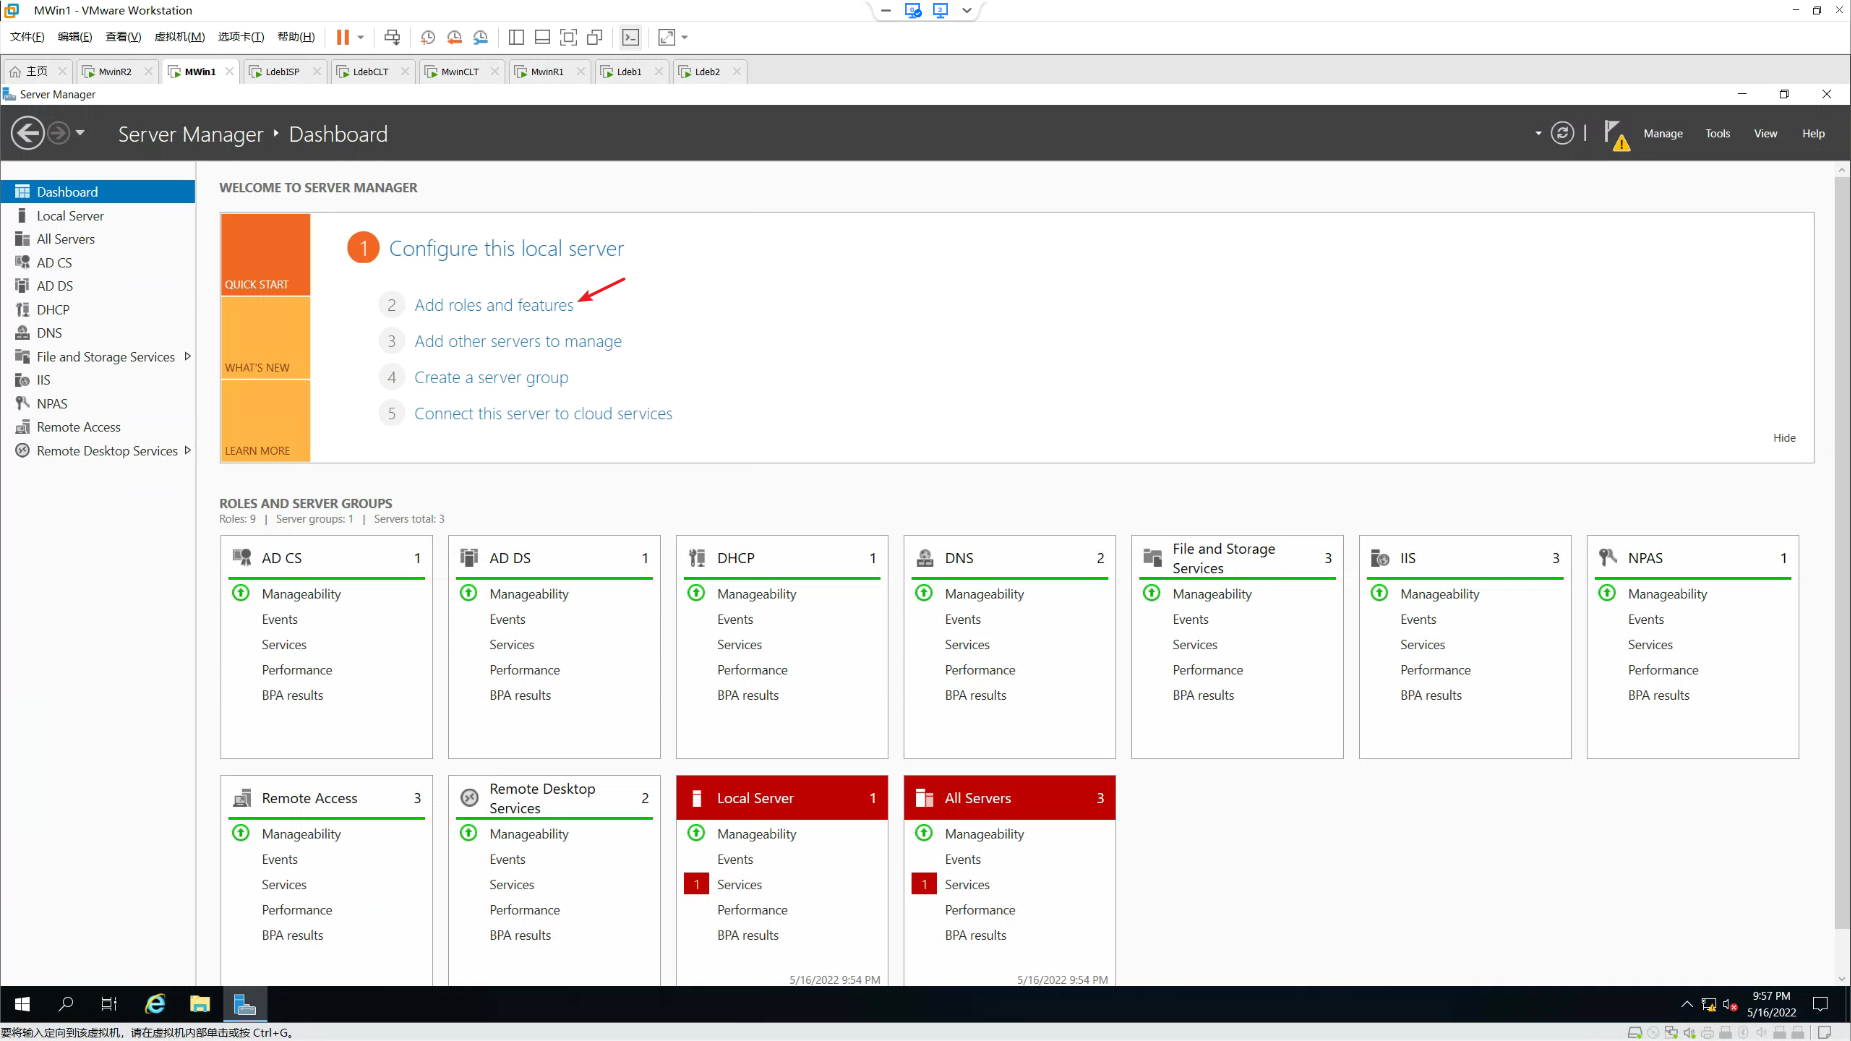 MWin1 - VMware Workstation
文件(F) 编辑(E) 查看(V) 虚拟机(M) 选项卡(T) 帮助(H)
主页 MwinR2 MWin1 LdebISP LdebCLT MwinCLT MwinR1 Ldeb1 Ldeb2
Server Manager
Server Manager Dashboard
Manage Tools View Help
Dashboard
Local Server
All Servers
AD CS
AD DS
DHCP
DNS
File and Storage Services
IIS
NPAS
Remote Access
Remote Desktop Services
WELCOME TO SERVER MANAGER
QUICK START
WHAT'S NEW
LEARN MORE
1 Configure this local server
2 Add roles and features
3 Add other servers to manage
4 Create a server group
5 Connect this server to cloud services
Hide
ROLES AND SERVER GROUPS
Roles: 9 | Server groups: 1 | Servers total: 3
AD CS 1
Manageability
Events
Services
Performance
BPA results
AD DS 1
Manageability
Events
Services
Performance
BPA results
DHCP 1
Manageability
Events
Services
Performance
BPA results
DNS 2
Manageability
Events
Services
Performance
BPA results
File and Storage
Services 3
Manageability
Events
Services
Performance
BPA results
IIS 3
Manageability
Events
Services
Performance
BPA results
NPAS 1
Manageability
Events
Services
Performance
BPA results
Remote Access 3
Manageability
Events
Services
Performance
BPA results
Remote Desktop
Services 2
Manageability
Events
Services
Performance
BPA results
Local Server 1
Manageability
Events
1 Services
Performance
BPA results
5/16/2022 9:54 PM
All Servers 3
Manageability
Events
1 Services
Performance
BPA results
5/16/2022 9:54 PM
9:57 PM
5/16/2022
要将输入定向到该虚拟机，请在虚拟机内部单击或按 Ctrl+G。